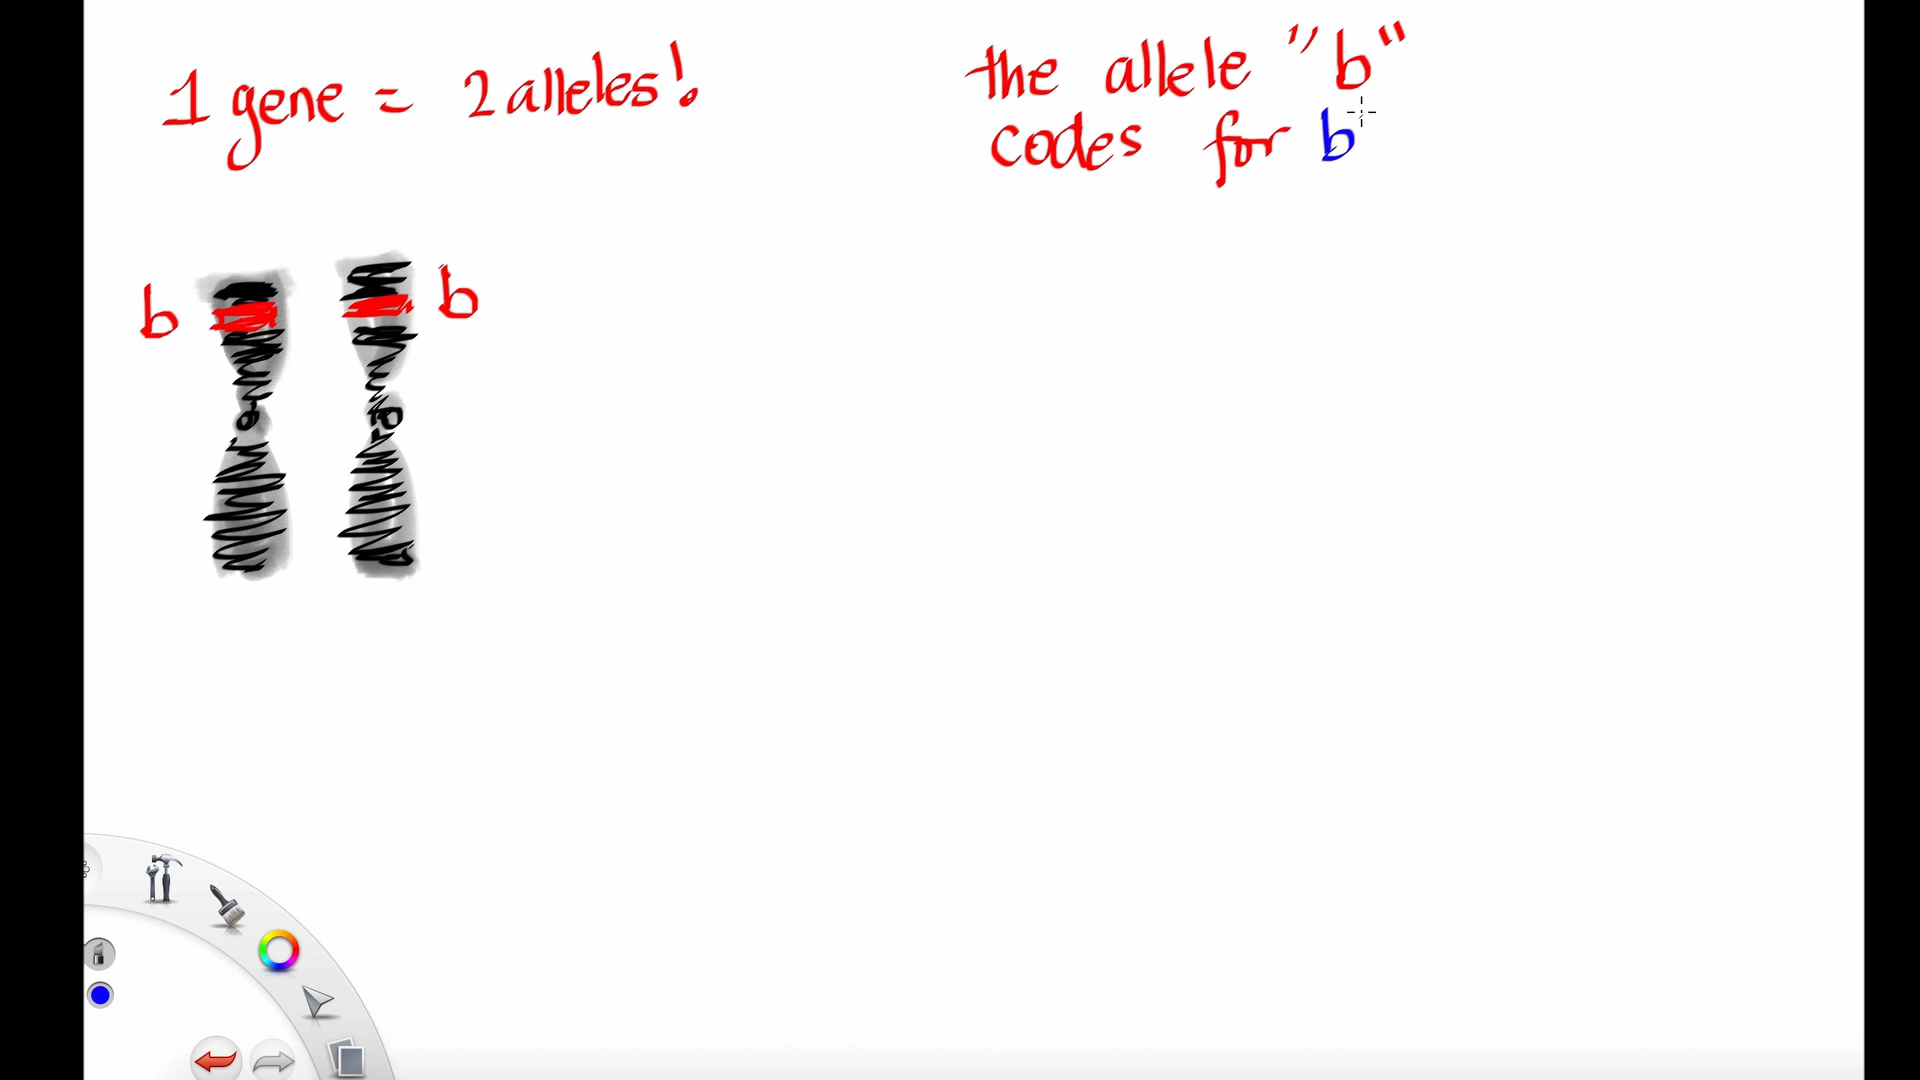 1 gene = 2 alleles!
the allele "b"
codes for b
b
b